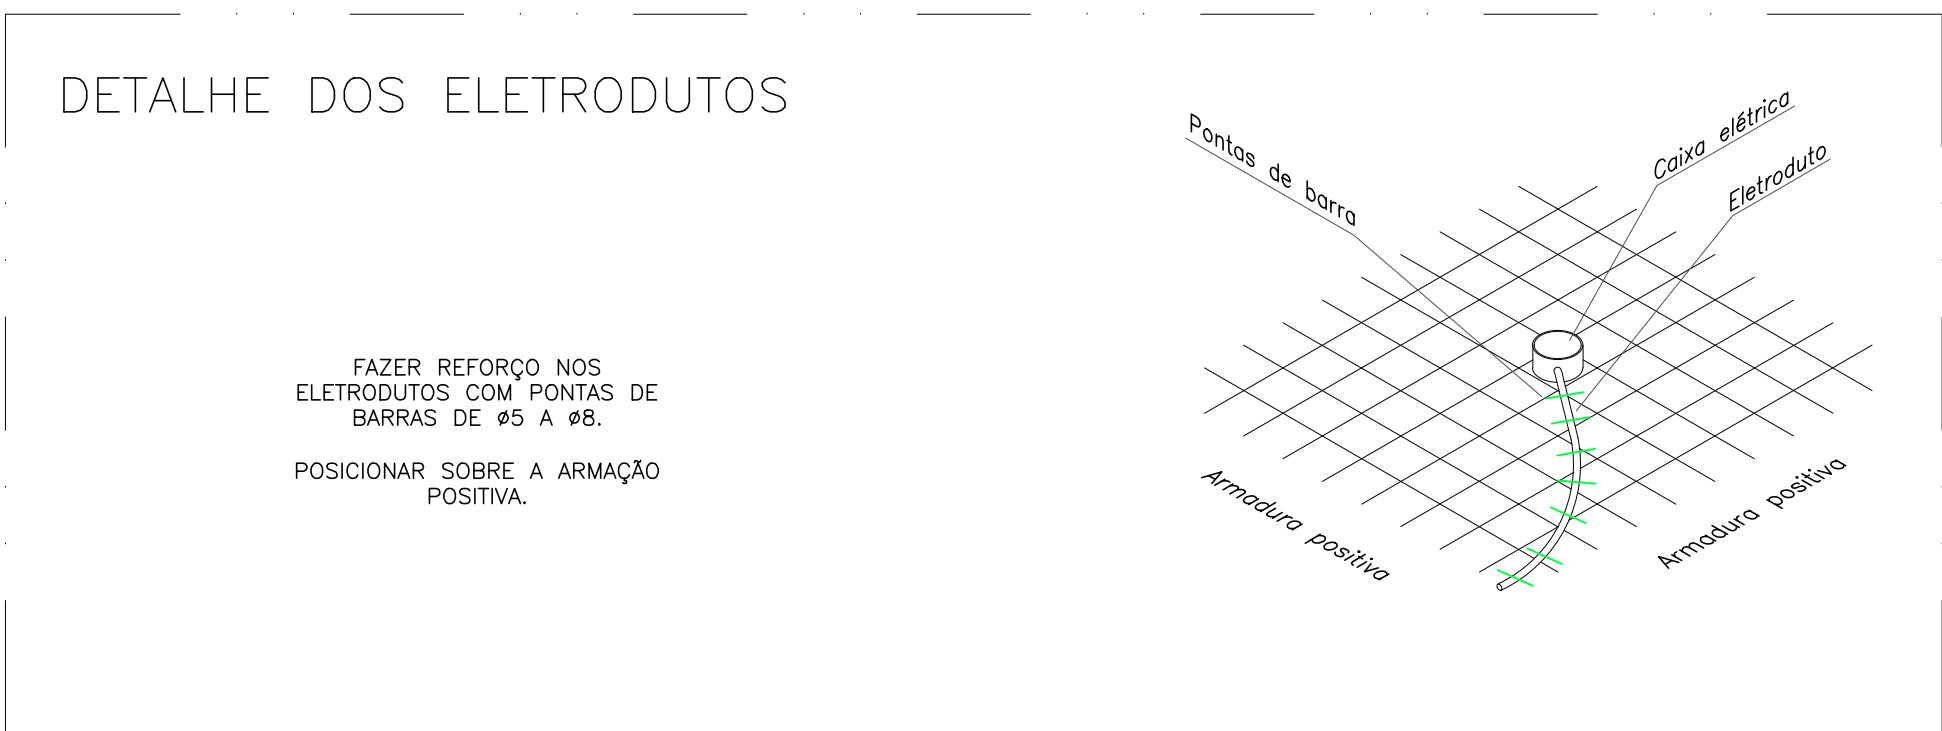 DETALHE DOS ELETRODUTOS
FAZER REFORÇO NOS
ELETRODUTOS COM PONTAS DE
BARRAS DE ø5 A ø8.
POSICIONAR SOBRE A ARMAÇÃO
POSITIVA.
Pontas de barra
Caixa elétrica
Eletroduto
Armadura positiva
Armadura positiva